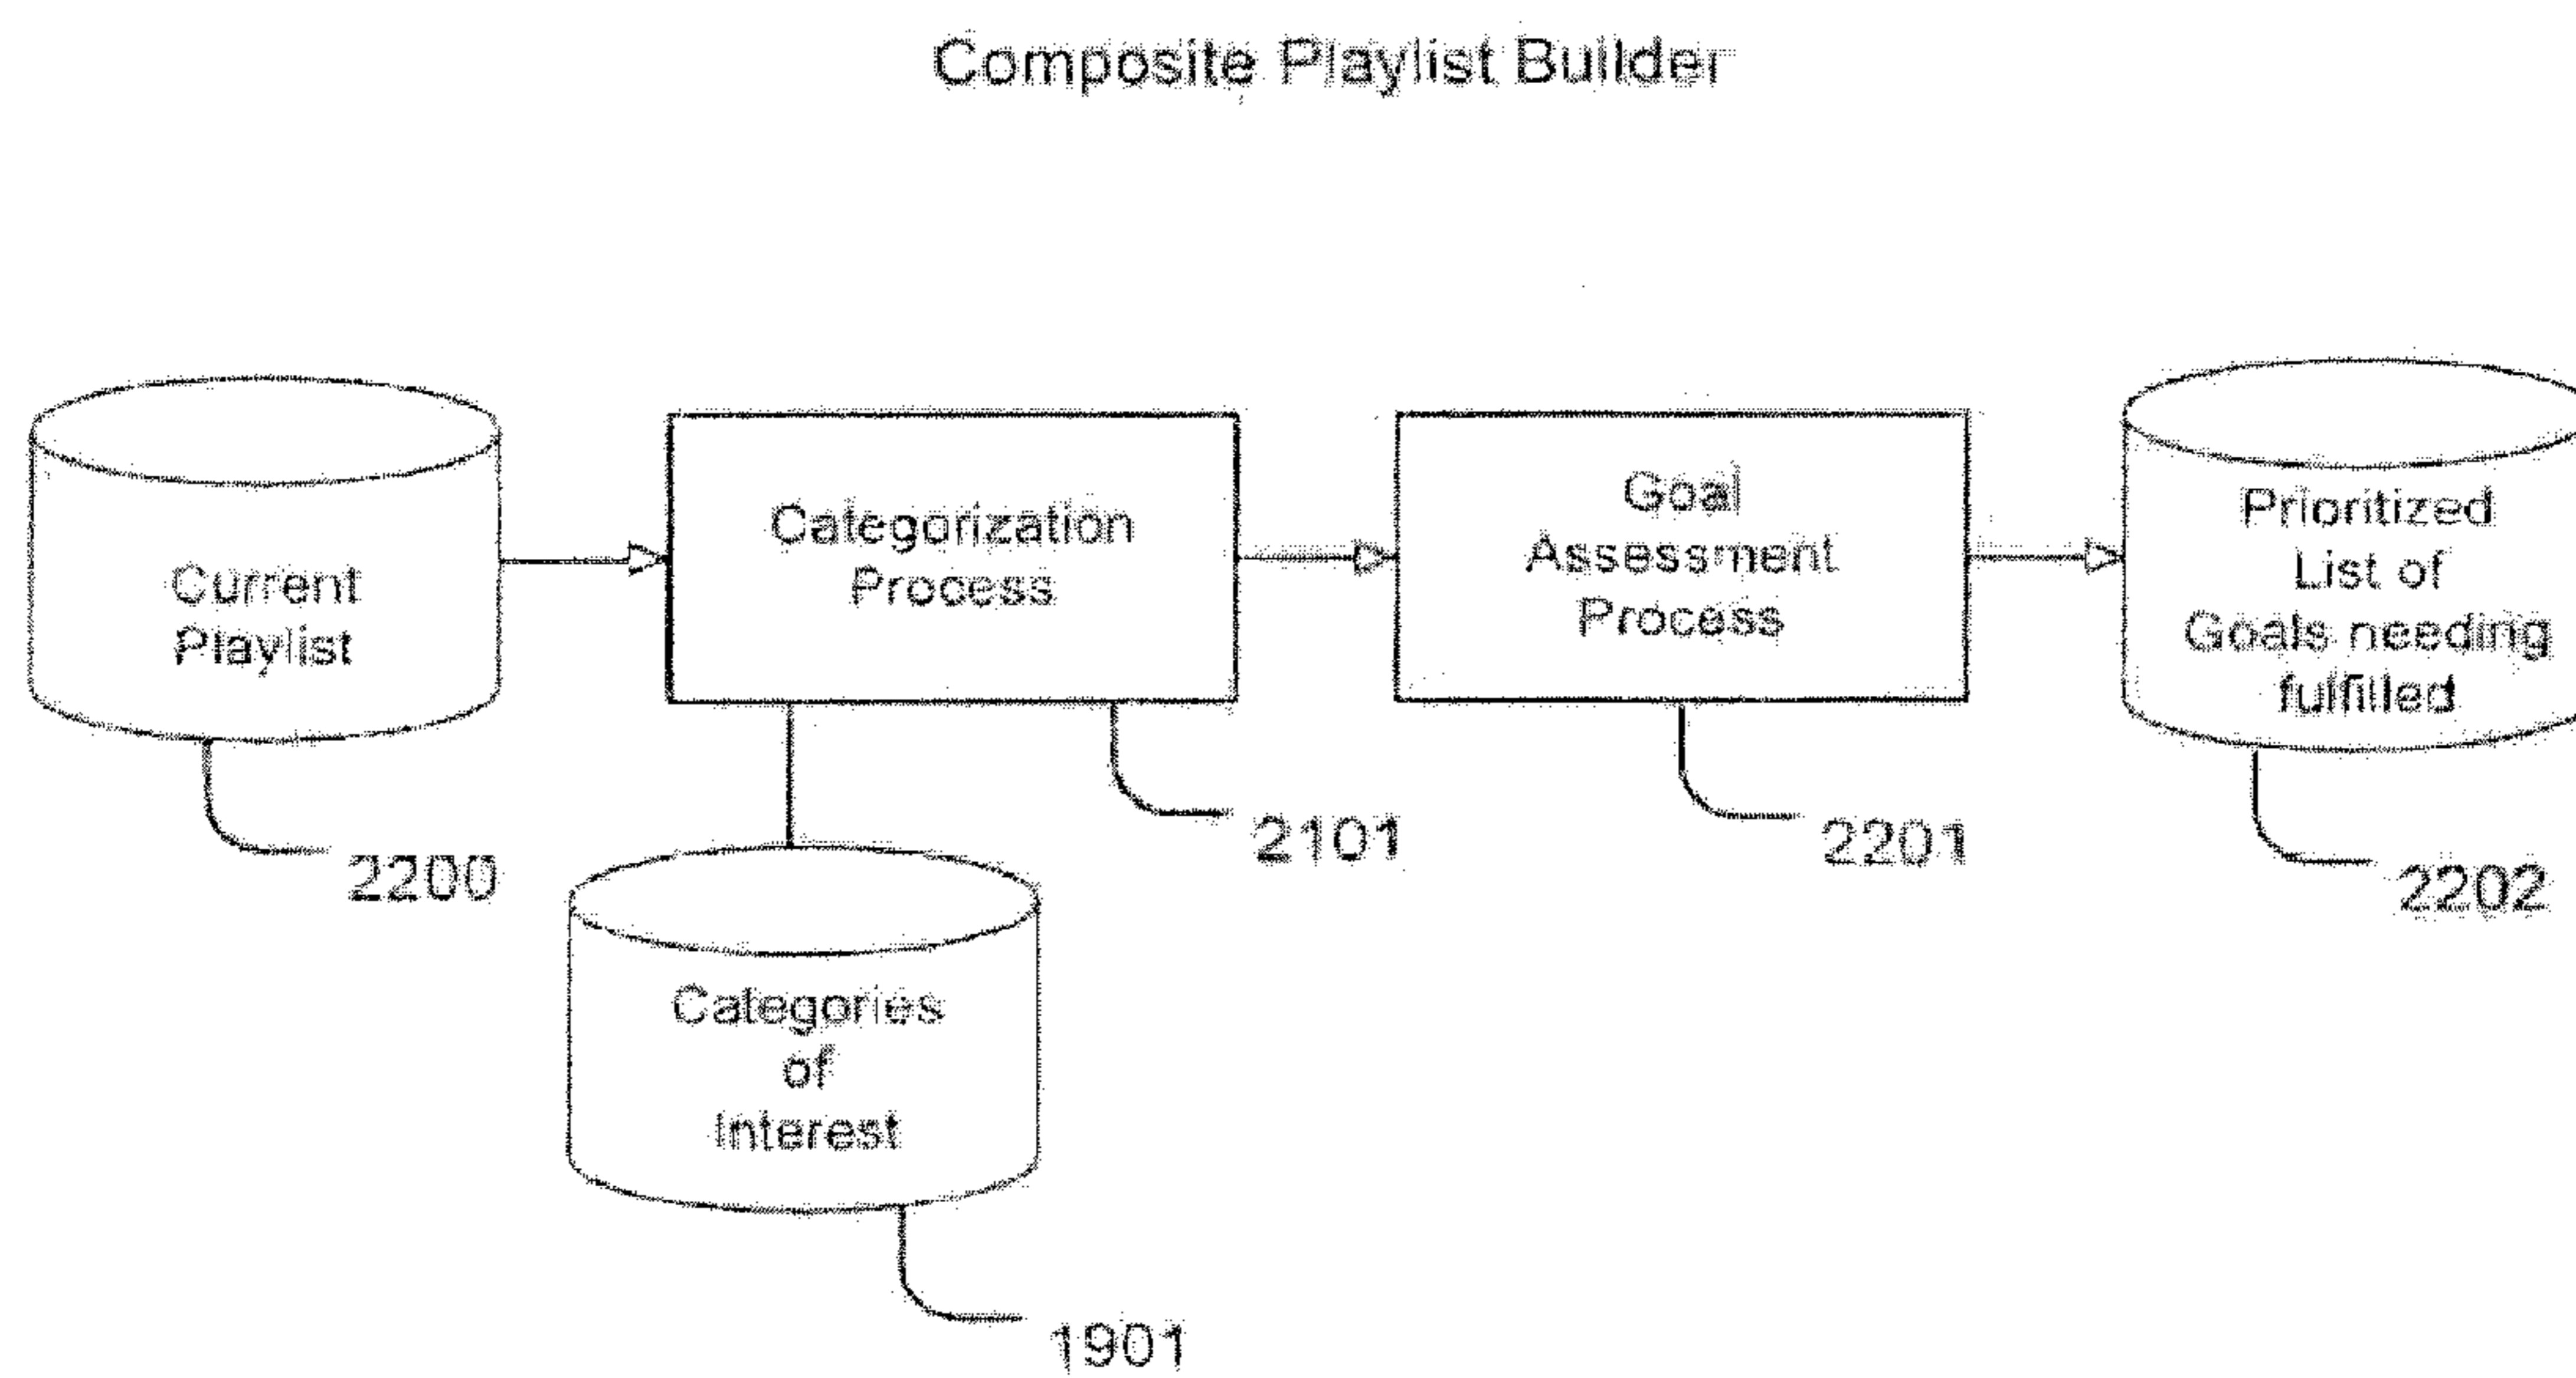 Composite Playlist Builder
Current
Playlist
Categorization
Process
Goal
Assessment
Process
Prioritized
List of
Goals needing
fulfilled
2200
2101
2201
2202
Categories
of
Interest
1901